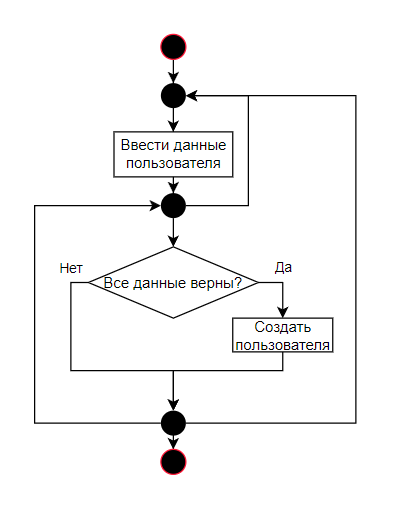 Ввести данные
пользователя
Нет
Да
Все данные верны?
Создать
пользователя